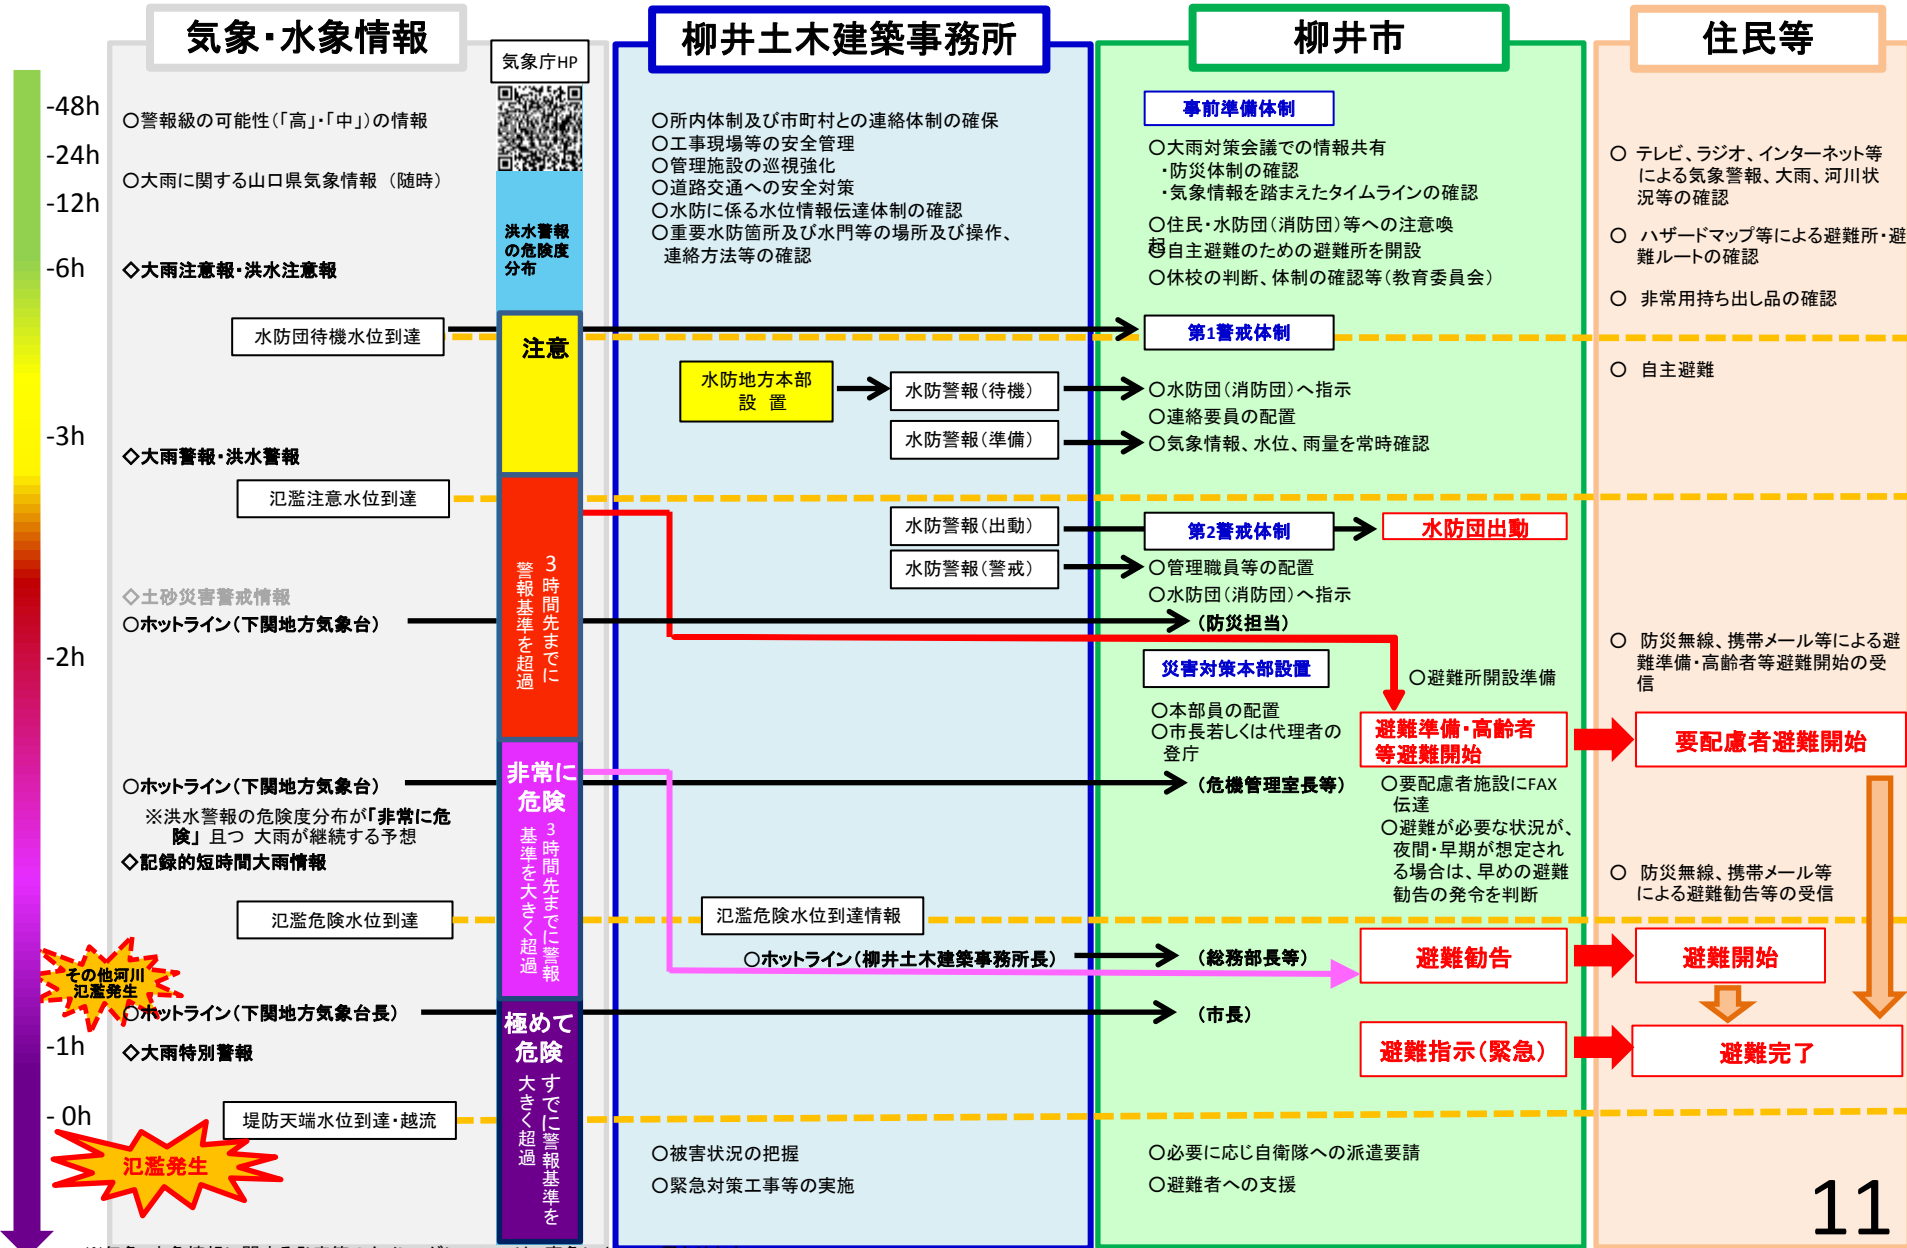 気象・水象情報
気象庁HP
-48h
-24h
-12h
-6h
-3h
-2h
-1h
- 0h
○警報級の可能性(「高」・「中」)の情報
○大雨に関する山口県気象情報 (随時)
洪水警報
の危険度
分布
◇大雨注意報・洪水注意報
水防団待機水位到達
注意
◇大雨警報・洪水警報
氾濫注意水位到達
3時間先までに
警報基準を超過
◇土砂災害警戒情報
○ホットライン(下関地方気象台)
非常に
危険
3時間先までに警報
基準を大きく超過
○ホットライン(下関地方気象台)
※洪水警報の危険度分布が「非常に危
険」 且つ 大雨が継続する予想
◇記録的短時間大雨情報
氾濫危険水位到達
その他河川
氾濫発生
○ホットライン(下関地方気象台長)
極めて
危険
すでに警報基準を
大きく超過
◇大雨特別警報
堤防天端水位到達・越流
氾濫発生
柳井土木建築事務所
○所内体制及び市町村との連絡体制の確保
○工事現場等の安全管理
○管理施設の巡視強化
○道路交通への安全対策
○水防に係る水位情報伝達体制の確認
○重要水防箇所及び水門等の場所及び操作、
連絡方法等の確認
水防地方本部
設 置
水防警報(待機)
水防警報(準備)
水防警報(出動)
水防警報(警戒)
氾濫危険水位到達情報
○ホットライン(柳井土木建築事務所長)
○被害状況の把握
○緊急対策工事等の実施
柳井市
事前準備体制
○大雨対策会議での情報共有
・防災体制の確認
・気象情報を踏まえたタイムラインの確認
○住民・水防団(消防団)等への注意喚
起
○自主避難のための避難所を開設
○休校の判断、体制の確認等(教育委員会)
第1警戒体制
○水防団(消防団)へ指示
○連絡要員の配置
○気象情報、水位、雨量を常時確認
第2警戒体制
水防団出動
○管理職員等の配置
○水防団(消防団)へ指示
(防災担当)
災害対策本部設置
○避難所開設準備
○本部員の配置
○市長若しくは代理者の
登庁
避難準備・高齢者
等避難開始
(危機管理室長等)
○要配慮者施設にFAX
伝達
○避難が必要な状況が、
夜間・早期が想定され
る場合は、早めの避難
勧告の発令を判断
(総務部長等)
避難勧告
(市長)
避難指示(緊急)
○必要に応じ自衛隊への派遣要請
○避難者への支援
住民等
○ テレビ、ラジオ、インターネット等
による気象警報、大雨、河川状
況等の確認
○ ハザードマップ等による避難所・避
難ルートの確認
○ 非常用持ち出し品の確認
○ 自主避難
○ 防災無線、携帯メール等による避
難準備・高齢者等避難開始の受
信
要配慮者避難開始
○ 防災無線、携帯メール等
による避難勧告等の受信
避難開始
避難完了
11